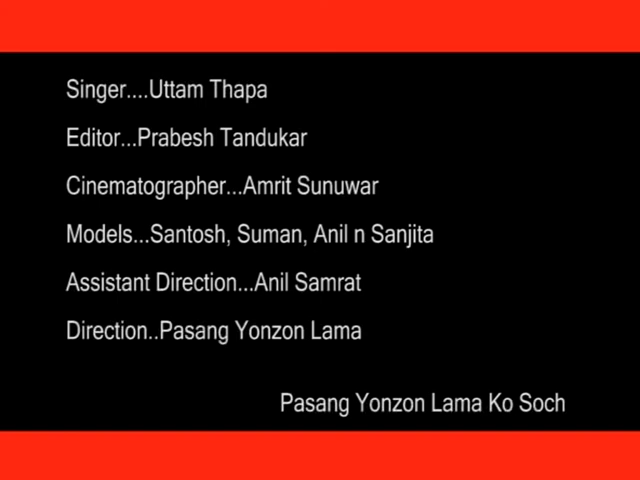 Singer....Uttam Thapa
Editor...Prabesh Tandukar
Cinematographer...Amrit Sunuwar
Models...Santosh, Suman, Anil n Sanjita
Assistant Direction...Anil Samrat
Direction..Pasang Yonzon Lama
Pasang Yonzon Lama Ko Soch